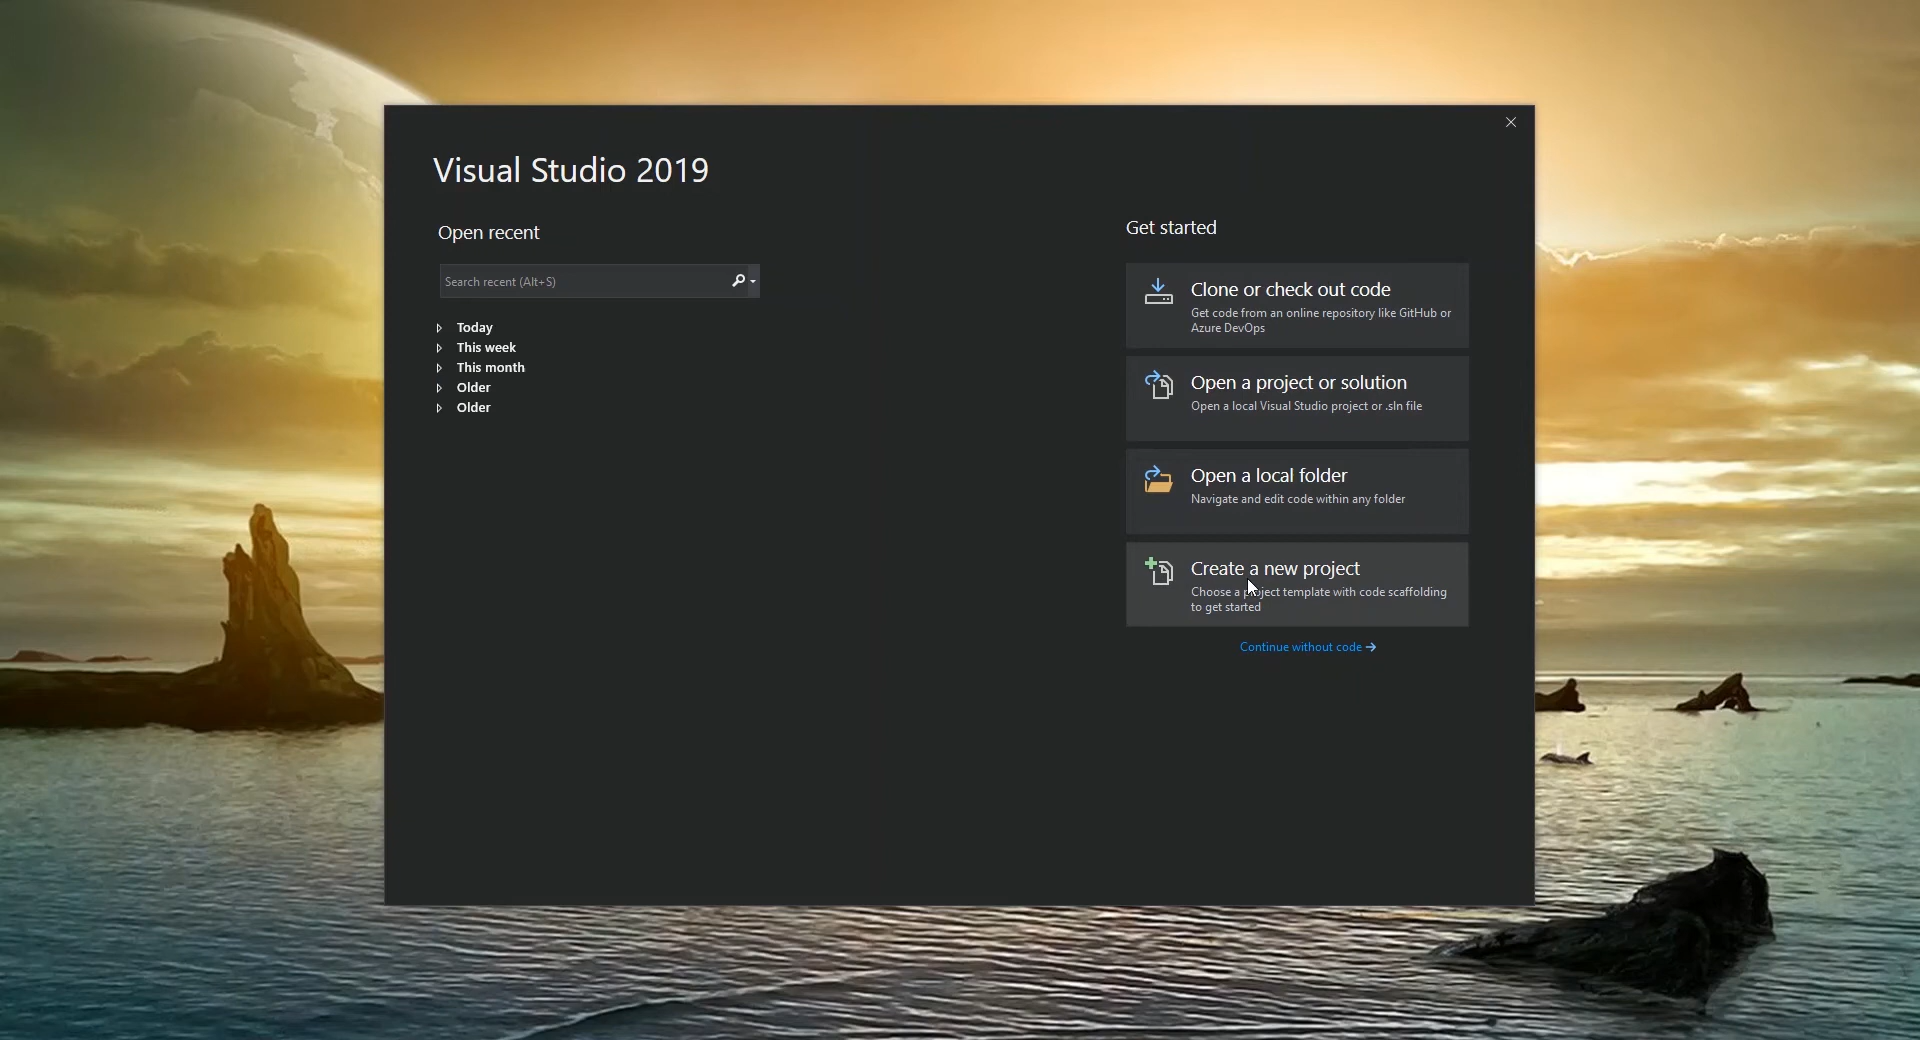 Visual Studio 2019
Open recent
Search recent (Alt+S)
Today
This week
This month
Older
Older
Get started
Clone or check out code
Get code from an online repository like GitHub or
Azure DevOps
Open a project or solution
Open a local Visual Studio project or .sln file
Open a local folder
Navigate and edit code within any folder
Create a new project
Choose a project template with code scaffolding
to get started
Continue without code